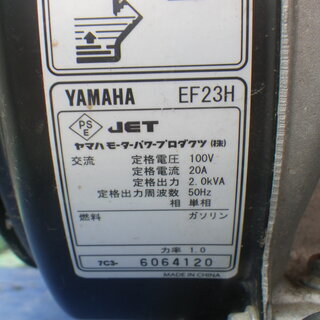 YAMAHA EF23H
PS
E
JET
ヤマハモーターパワープロダクツ(株)
交流 定格電圧 100V
定格電流 20A
定格出力 2.0kVA
定格出力周波数 50Hz
相 単相
燃料 ガソリン
力率 1.0
7C3- 6064120
MADE IN CHINA